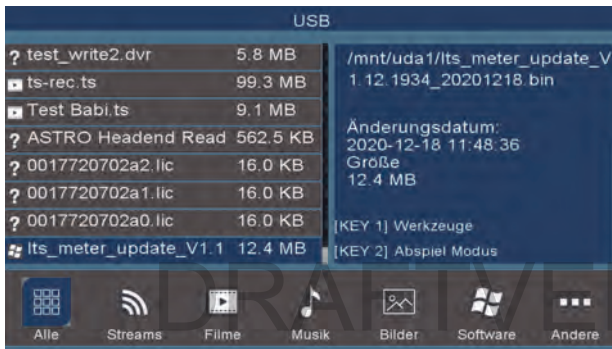 USB
test_write2.dvr 5.8 MB
ts-rec.ts 99.3 MB
Test Babi.ts 9.1 MB
ASTRO Headend Read 562.5 KB
0017720702a2.lic 16.0 KB
0017720702a1.lic 16.0 KB
0017720702a0.lic 16.0 KB
lts_meter_update_V1.1 12.4 MB
/mnt/uda1/lts_meter_update_V
1.12.1934_20201218.bin
Änderungsdatum:
2020-12-18 11:48:36
Größe
12.4 MB
[KEY 1] Werkzeuge
[KEY 2] Abspiel Modus
Alle Streams Filme Musik Bilder Software Andere